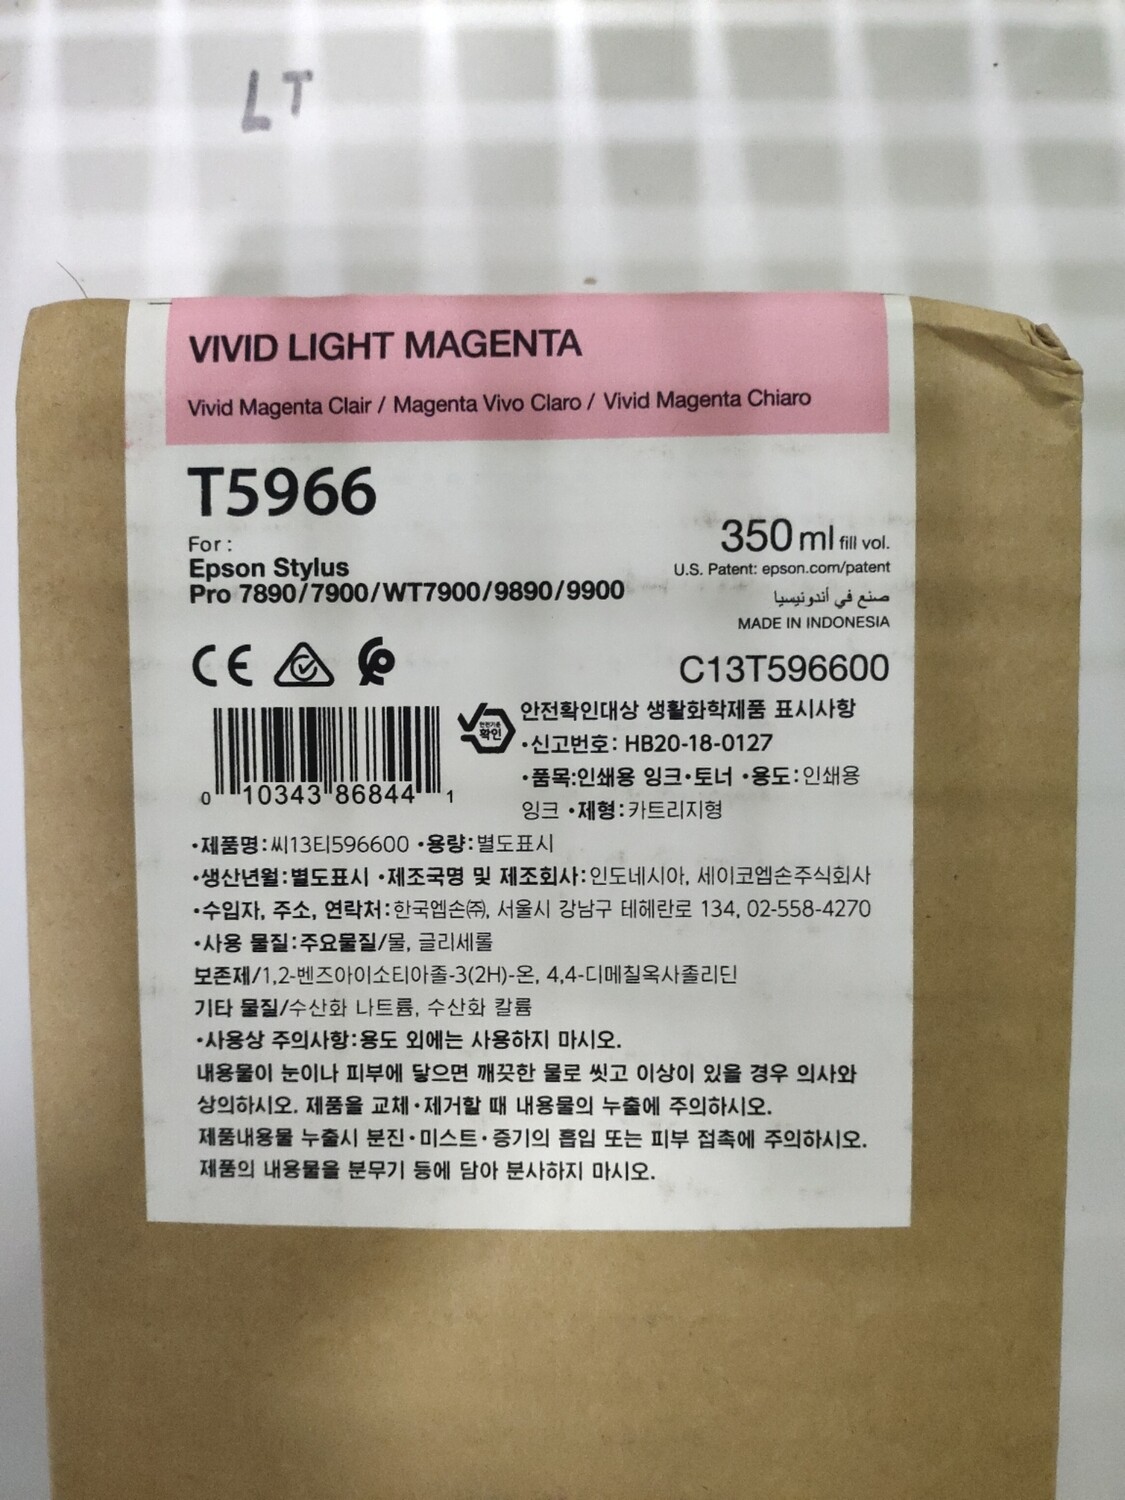 LT
VIVID LIGHT MAGENTA
Vivid Magenta Clair / Magenta Vivo Claro / Vivid Magenta Chiaro
T5966
For :
Epson Stylus
Pro 7890/7900/WT7900/9890/9900
350 ml fill vol.
U.S. Patent: epson.com/patent
صنع في أندونيسيا
MADE IN INDONESIA
CE
C13T596600
0 10343 86844 1
안전기준
확인
안전확인대상 생활화학제품 표시사항
•신고번호: HB20-18-0127
•품목:인쇄용 잉크•토너 •용도:인쇄용
잉크 •제형:카트리지형
•제품명:씨13티596600 •용량:별도표시
•생산년월:별도표시 •제조국명 및 제조회사:인도네시아, 세이코엡손주식회사
•수입자, 주소, 연락처:한국엡손㈜, 서울시 강남구 테헤란로 134, 02-558-4270
•사용 물질:주요물질/물, 글리세롤
보존제/1,2-벤즈아이소티아졸-3(2H)-온, 4,4-디메칠옥사졸리딘
기타 물질/수산화 나트륨, 수산화 칼륨
•사용상 주의사항:용도 외에는 사용하지 마시오.
내용물이 눈이나 피부에 닿으면 깨끗한 물로 씻고 이상이 있을 경우 의사와
상의하시오. 제품을 교체•제거할 때 내용물의 누출에 주의하시오.
제품내용물 누출시 분진•미스트•증기의 흡입 또는 피부 접촉에 주의하시오.
제품의 내용물을 분무기 등에 담아 분사하지 마시오.